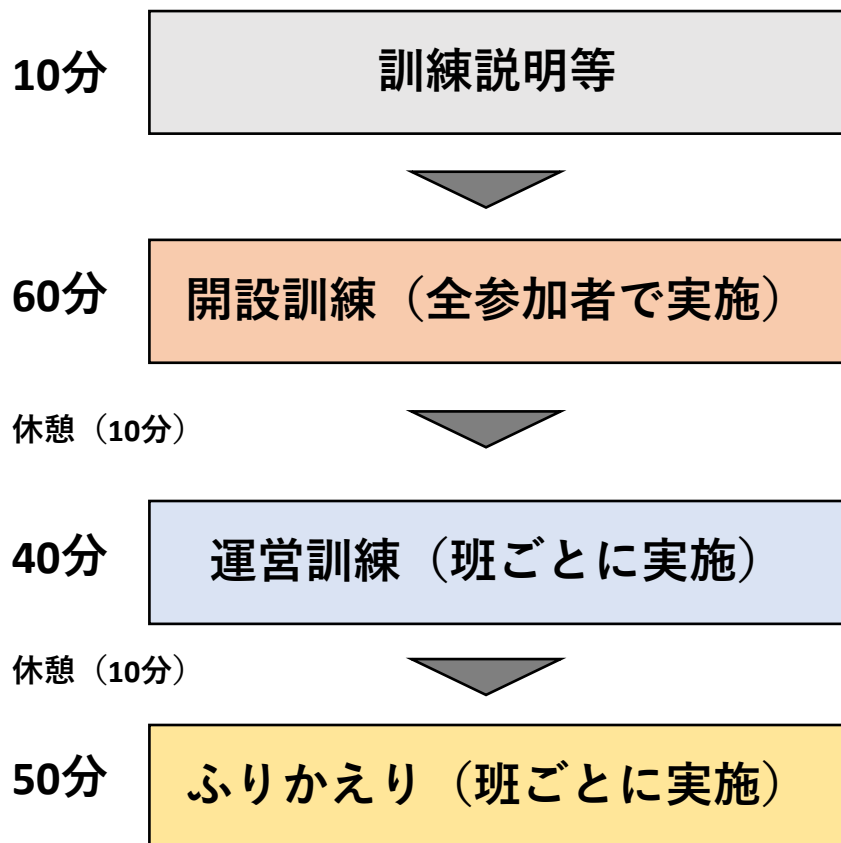 10分
訓練説明等
60分
開設訓練（全参加者で実施）
休憩（10分）
40分
運営訓練（班ごとに実施）
休憩（10分）
50分
ふりかえり（班ごとに実施）